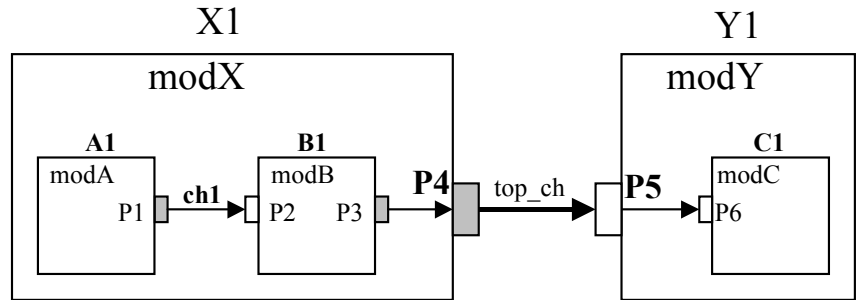 X1 Y1
modX modY
A1 B1 C1
modA modB modC
ch1 P4 top_ch P5
P1 P2 P3 P6